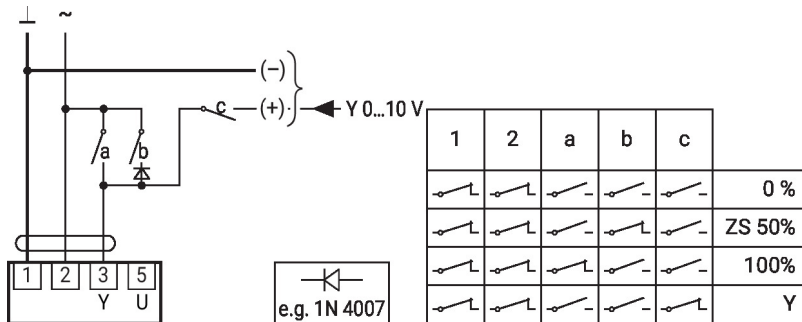 ⊥ ~
(–)
c (+) Y 0...10 V
a b
1 2 3 5
Y U
e.g. 1N 4007
1 2 a b c
0 %
ZS 50%
100%
Y